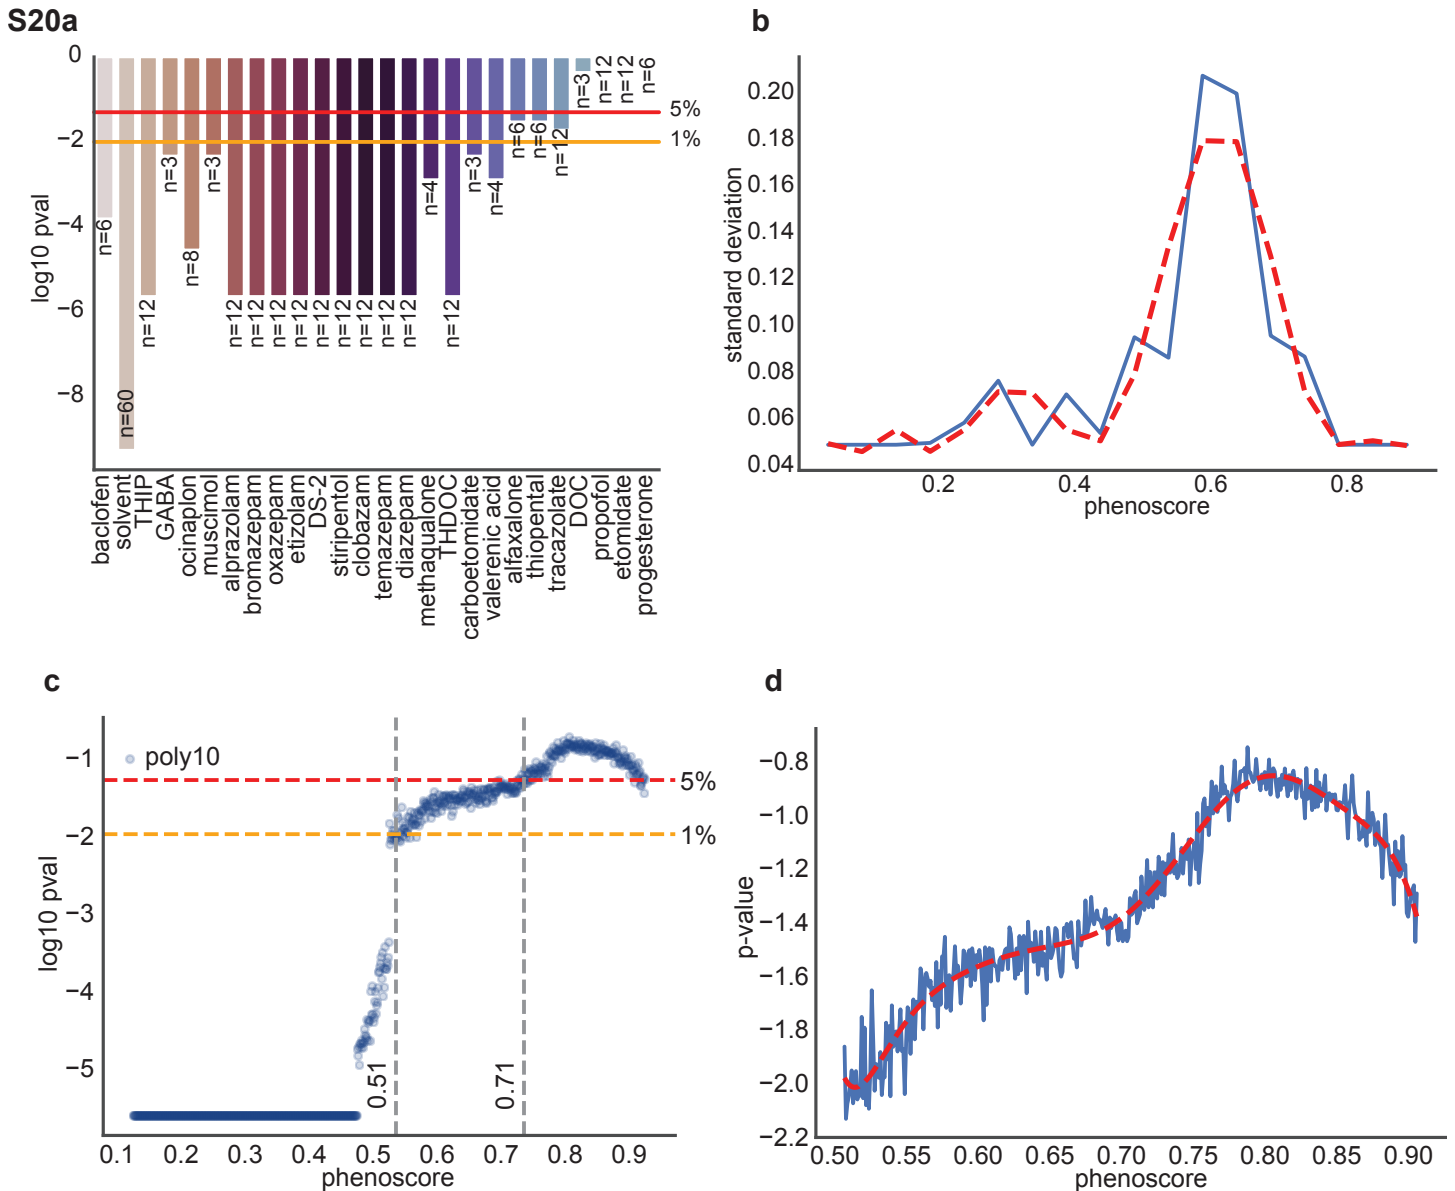 S20a
0
−2
−4
−6
−8
log10 pval
5%
1%
n=6
n=60
n=12
n=3
n=8
n=3
n=12
n=12
n=12
n=12
n=12
n=12
n=12
n=12
n=12
n=4
n=12
n=3
n=4
n=6
n=6
n=12
n=3
n=12
n=12
n=6
baclofen
solvent
THIP
GABA
ocinaplon
muscimol
alprazolam
bromazepam
oxazepam
etizolam
DS-2
stiripentol
clobazam
temazepam
diazepam
methaqualone
THDOC
carboetomidate
valerenic acid
alfaxalone
thiopental
tracazolate
DOC
propofol
etomidate
progesterone
b
0.20
0.18
0.16
0.14
0.12
0.10
0.08
0.06
0.04
standard deviation
0.2 0.4 0.6 0.8
phenoscore
c
−1
−2
−3
−4
−5
log10 pval
poly10
5%
1%
0.51
0.71
0.1 0.2 0.3 0.4 0.5 0.6 0.7 0.8 0.9
phenoscore
d
−0.8
−1.0
−1.2
−1.4
−1.6
−1.8
−2.0
−2.2
p-value
0.50 0.55 0.60 0.65 0.70 0.75 0.80 0.85 0.90
phenoscore